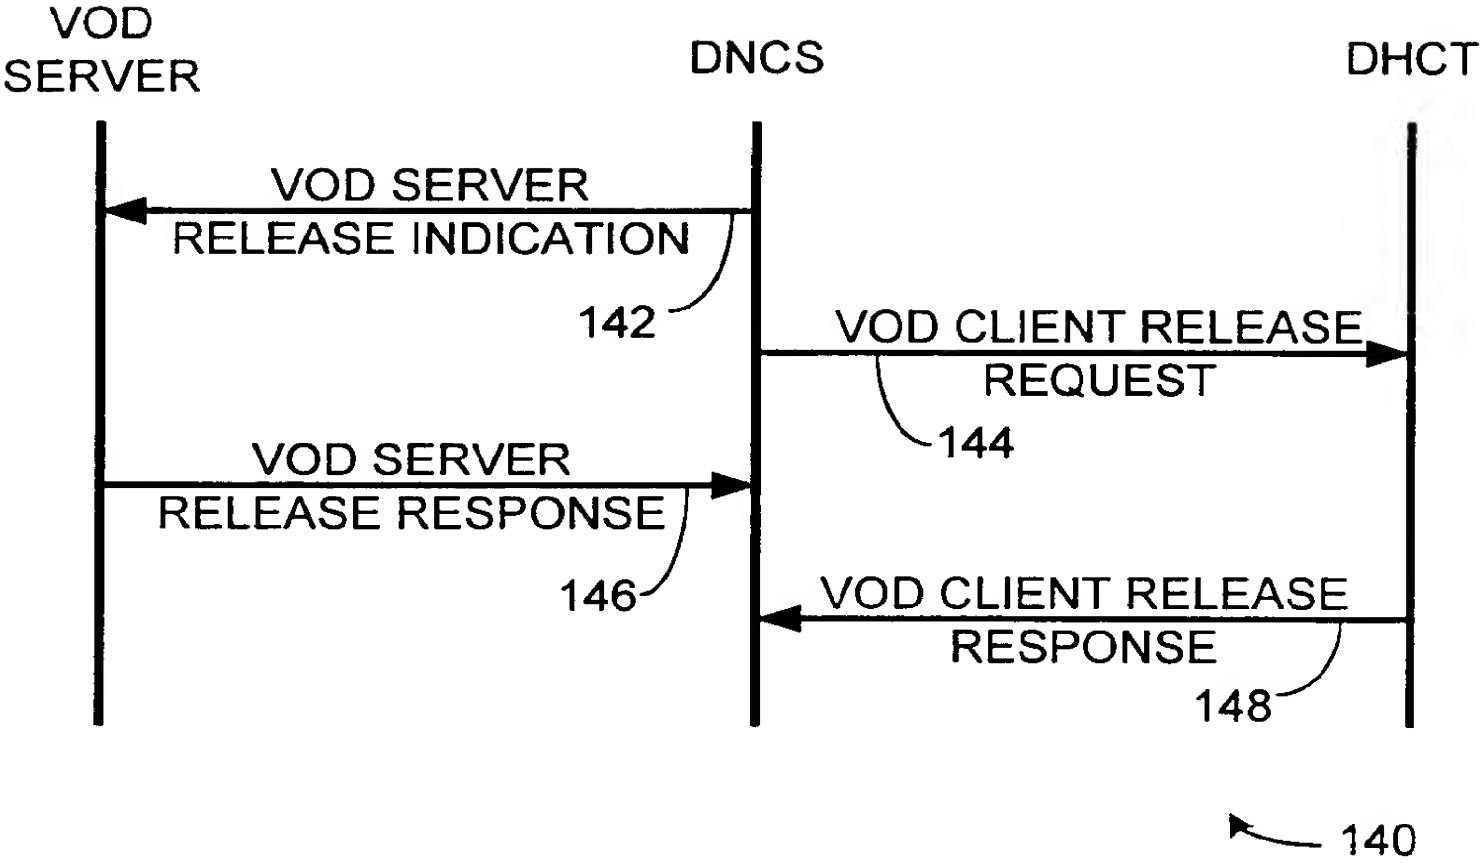 VOD
SERVER
DNCS
DHCT
VOD SERVER
RELEASE INDICATION
142
VOD CLIENT RELEASE
REQUEST
144
VOD SERVER
RELEASE RESPONSE
146
VOD CLIENT RELEASE
RESPONSE
148
140